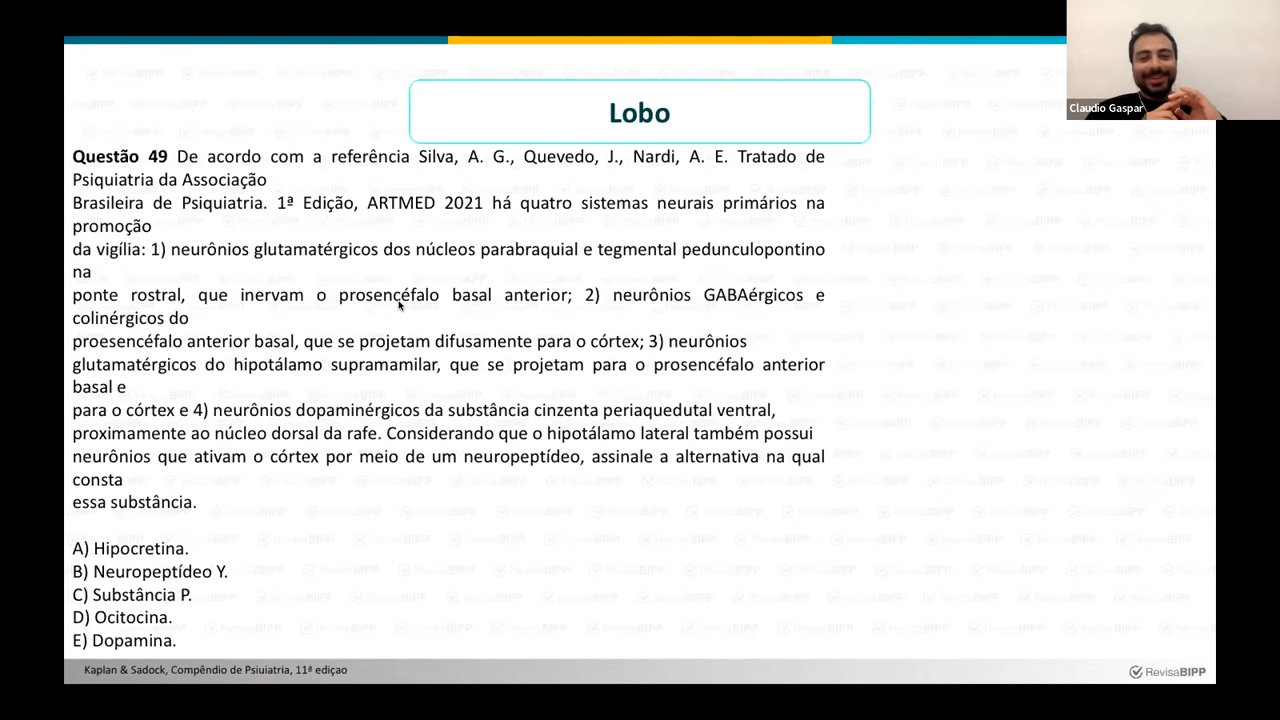 Claudio Gaspar
Lobo
Questão 49 De acordo com a referência Silva, A. G., Quevedo, J., Nardi, A. E. Tratado de
Psiquiatria da Associação
Brasileira de Psiquiatria. 1ª Edição, ARTMED 2021 há quatro sistemas neurais primários na
promoção
da vigília: 1) neurônios glutamatérgicos dos núcleos parabraquial e tegmental pedunculopontino
na
ponte rostral, que inervam o prosencéfalo basal anterior; 2) neurônios GABAérgicos e
colinérgicos do
proesencéfalo anterior basal, que se projetam difusamente para o córtex; 3) neurônios
glutamatérgicos do hipotálamo supramamilar, que se projetam para o prosencéfalo anterior
basal e
para o córtex e 4) neurônios dopaminérgicos da substância cinzenta periaquedutal ventral,
proximamente ao núcleo dorsal da rafe. Considerando que o hipotálamo lateral também possui
neurônios que ativam o córtex por meio de um neuropeptídeo, assinale a alternativa na qual
consta
essa substância.
A) Hipocretina.
B) Neuropeptídeo Y.
C) Substância P.
D) Ocitocina.
E) Dopamina.
Kaplan & Sadock, Compêndio de Psiuiatria, 11ª ediçao
RevisaBIPP